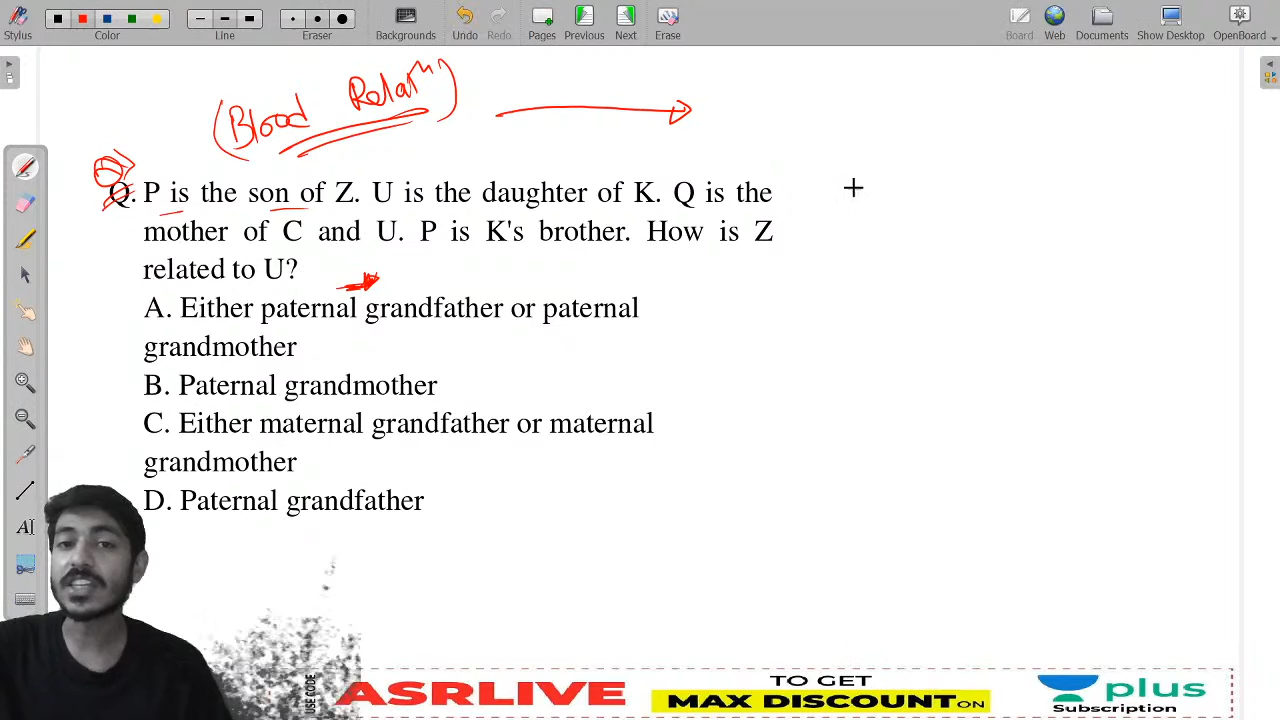 Stylus
Color
Line
Eraser
Backgrounds
Undo
Redo
Pages
Previous
Next
Erase
Board
Web
Documents
Show Desktop
OpenBoard
(Blood Relatn)
Q. P is the son of Z. U is the daughter of K. Q is the
mother of C and U. P is K's brother. How is Z
related to U?
A. Either paternal grandfather or paternal
grandmother
B. Paternal grandmother
C. Either maternal grandfather or maternal
grandmother
D. Paternal grandfather
AI
USE CODE
ASRLIVE
TO GET
MAX DISCOUNT ON
plus
Subscription